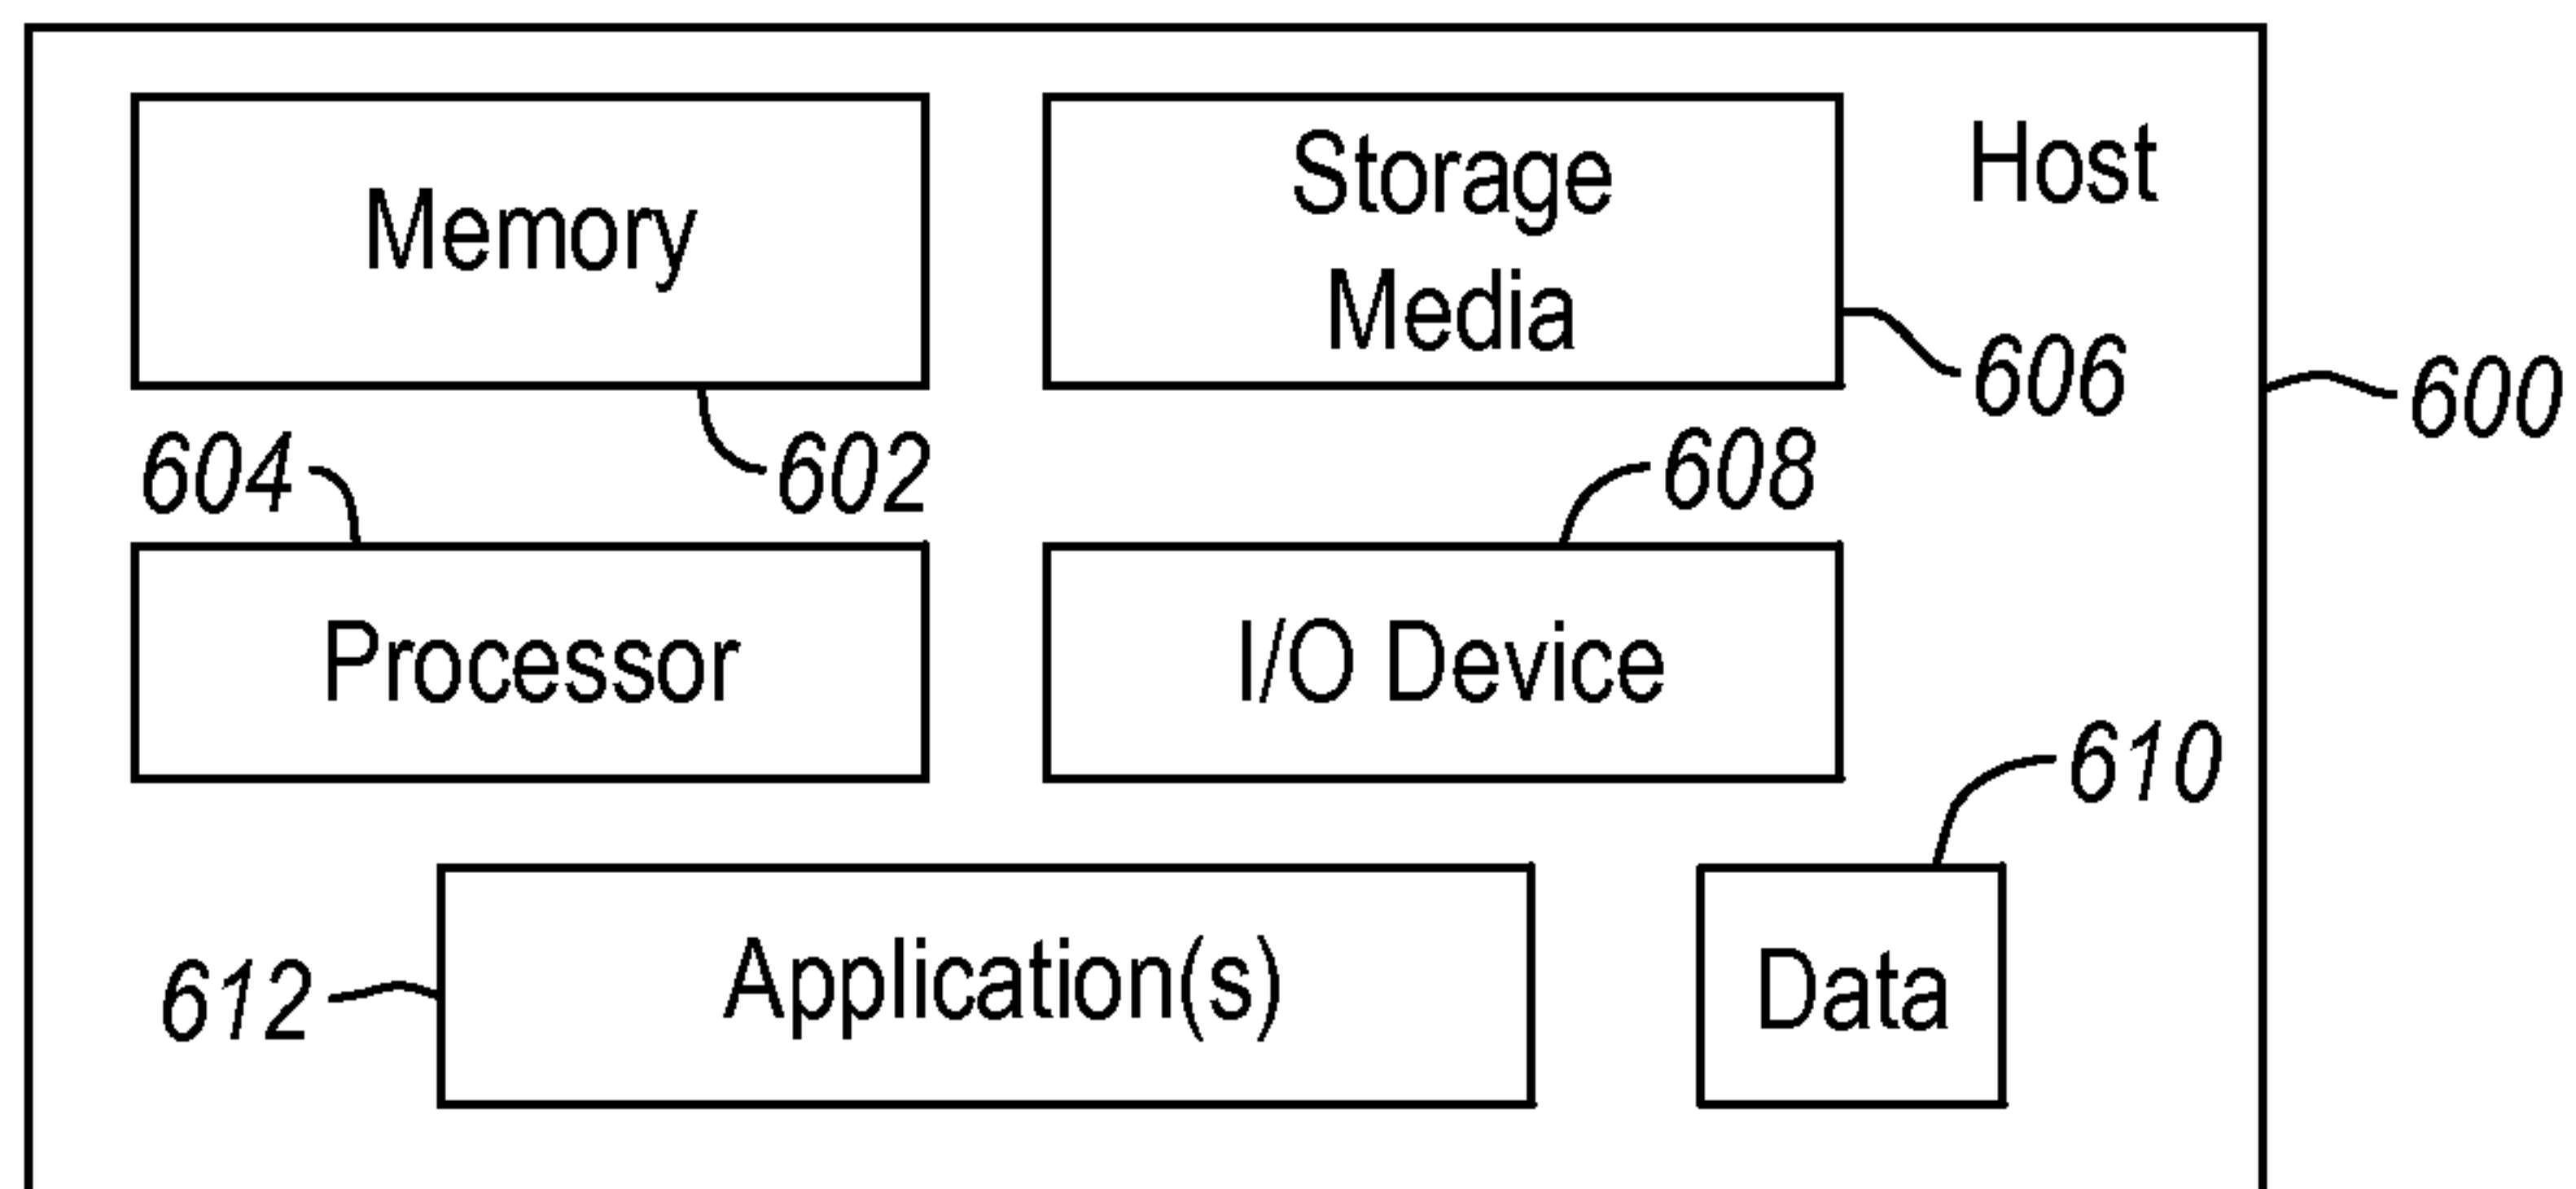 Memory
Storage
Media
Host
606
600
604
602
608
Processor
I/O Device
610
612
Application(s)
Data